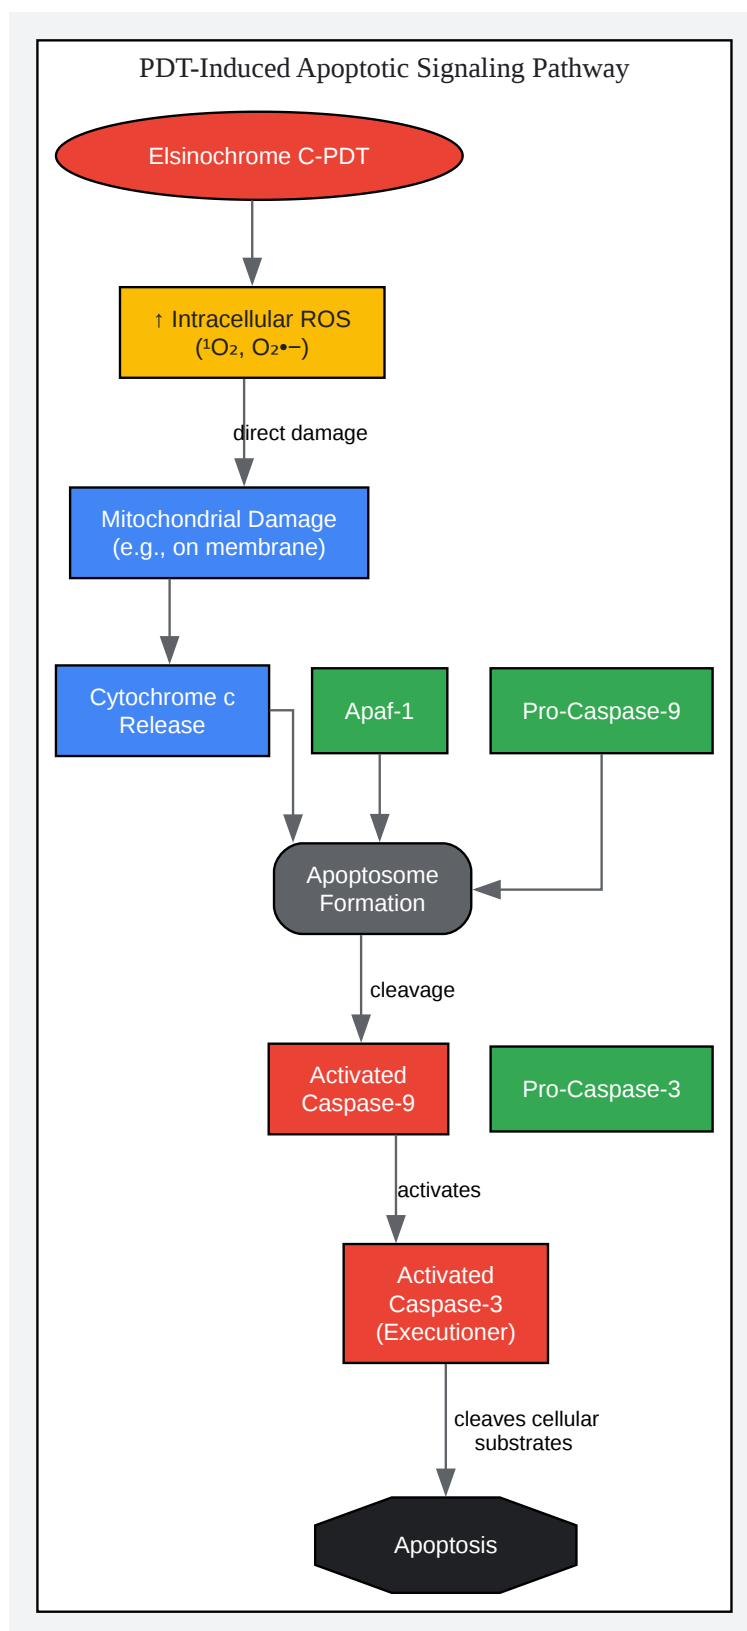 PDT-Induced Apoptotic Signaling Pathway
Elsinochrome C-PDT
↑ Intracellular ROS
(¹O₂, O₂•−)
direct damage
Mitochondrial Damage
(e.g., on membrane)
Cytochrome c
Release
Apaf-1
Pro-Caspase-9
Apoptosome
Formation
cleavage
Activated
Caspase-9
Pro-Caspase-3
activates
Activated
Caspase-3
(Executioner)
cleaves cellular
substrates
Apoptosis